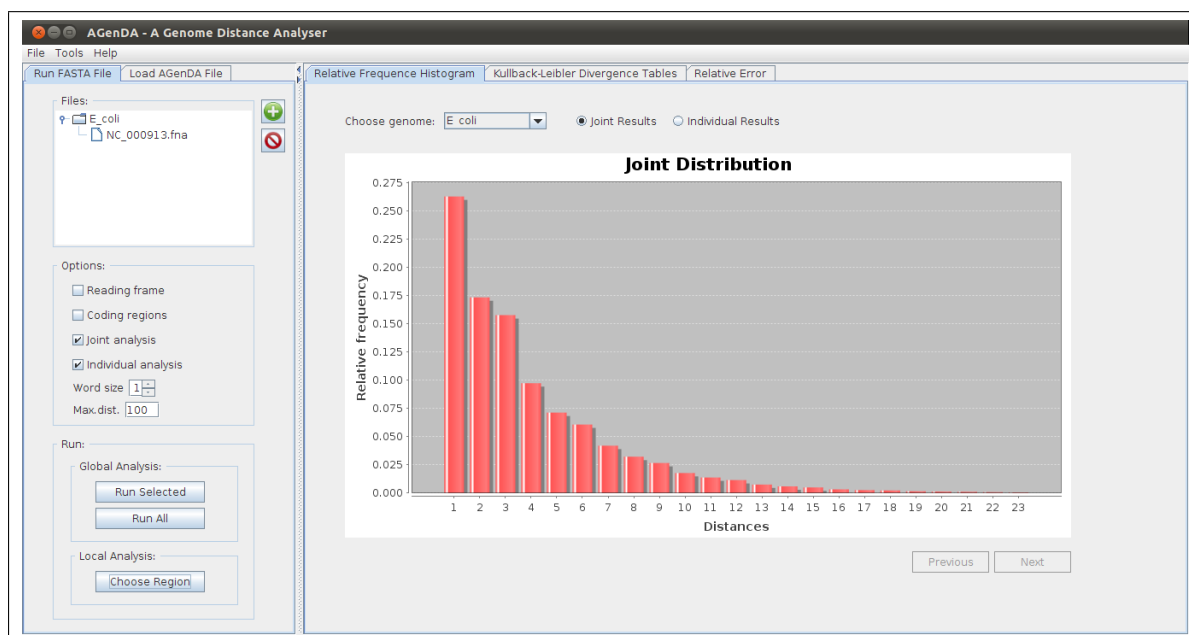 AGenDA - A Genome Distance Analyser
File Tools Help
Run FASTA File Load AGenDA File
Files:
E_coli
NC_000913.fna
Options:
Reading frame
Coding regions
Joint analysis
Individual analysis
Word size 1
Max.dist. 100
Run:
Global Analysis:
Run Selected
Run All
Local Analysis:
Choose Region
Relative Frequence Histogram Kullback-Leibler Divergence Tables Relative Error
Choose genome: E coli Joint Results Individual Results
Joint Distribution
0.275
0.250
0.225
0.200
0.175
0.150
0.125
0.100
0.075
0.050
0.025
0.000
Relative frequency
1 2 3 4 5 6 7 8 9 10 11 12 13 14 15 16 17 18 19 20 21 22 23
Distances
Previous Next